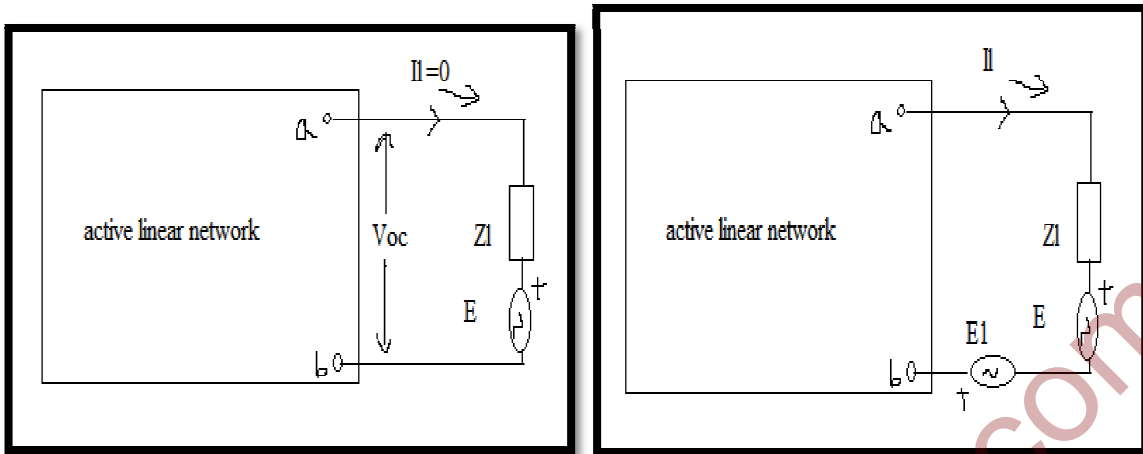 Il=0
a
active linear network
Voc
Zl
+
E
b
Il
a
active linear network
Zl
+
E
E1
b
+
com